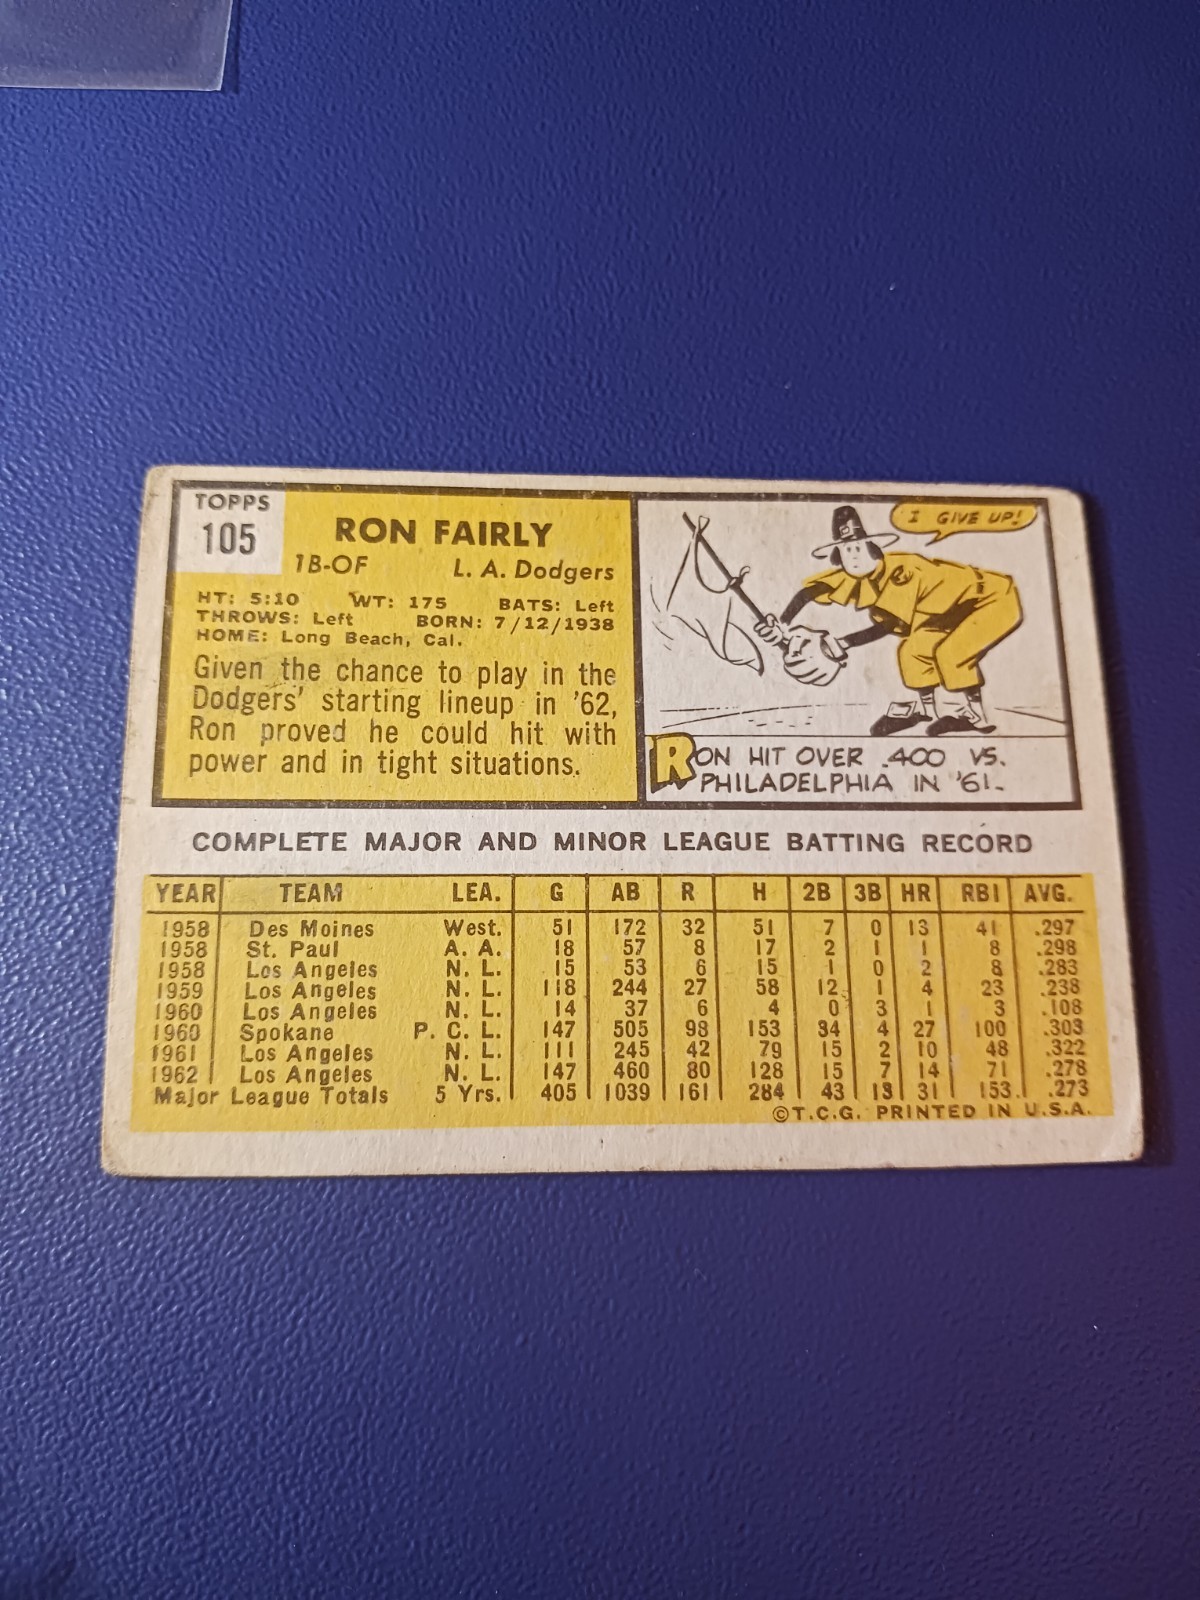 TOPPS
105
RON FAIRLY
1B-OF L. A. Dodgers
HT: 5:10 WT: 175 BATS: Left
THROWS: Left BORN: 7/12/1938
HOME: Long Beach, Cal.
Given the chance to play in the
Dodgers' starting lineup in '62,
Ron proved he could hit with
power and in tight situations.
I GIVE UP!
RON HIT OVER .400 VS.
PHILADELPHIA IN '61.
COMPLETE MAJOR AND MINOR LEAGUE BATTING RECORD
YEAR TEAM LEA. G AB R H 2B 3B HR RBI AVG.
1958 Des Moines West. 51 172 32 51 7 0 13 41 .297
1958 St. Paul A. A. 18 57 8 17 2 1 1 8 .298
1958 Los Angeles N. L. 15 53 6 15 1 0 2 8 .283
1959 Los Angeles N. L. 118 244 27 58 12 1 4 23 .238
1960 Los Angeles N. L. 14 37 6 4 0 3 1 3 .108
1960 Spokane P. C. L. 147 505 98 153 34 4 27 100 .303
1961 Los Angeles N. L. 111 245 42 79 15 2 10 48 .322
1962 Los Angeles N. L. 147 460 80 128 15 7 14 71 .278
Major League Totals 5 Yrs. 405 1039 161 284 43 13 31 153 .273
©T.C.G. PRINTED IN U.S.A.